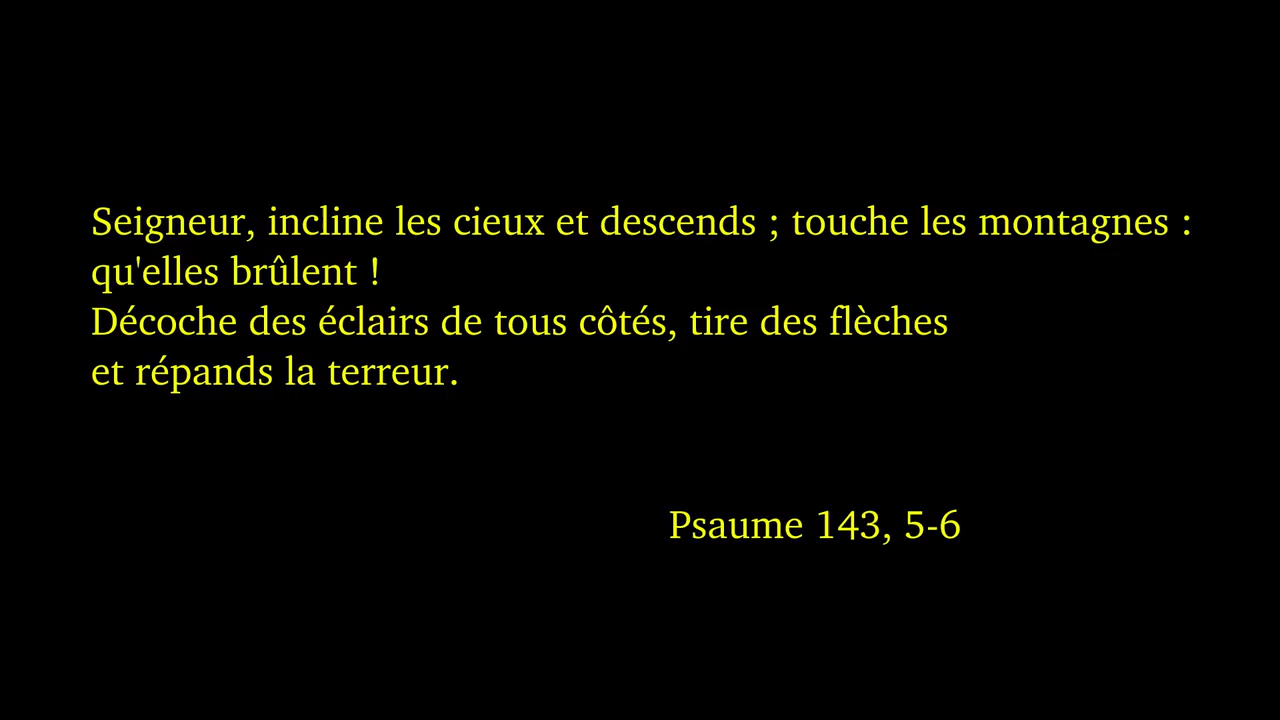 Seigneur, incline les cieux et descends ; touche les montagnes :
qu'elles brûlent !
Décoche des éclairs de tous côtés, tire des flèches
et répands la terreur.
Psaume 143, 5-6